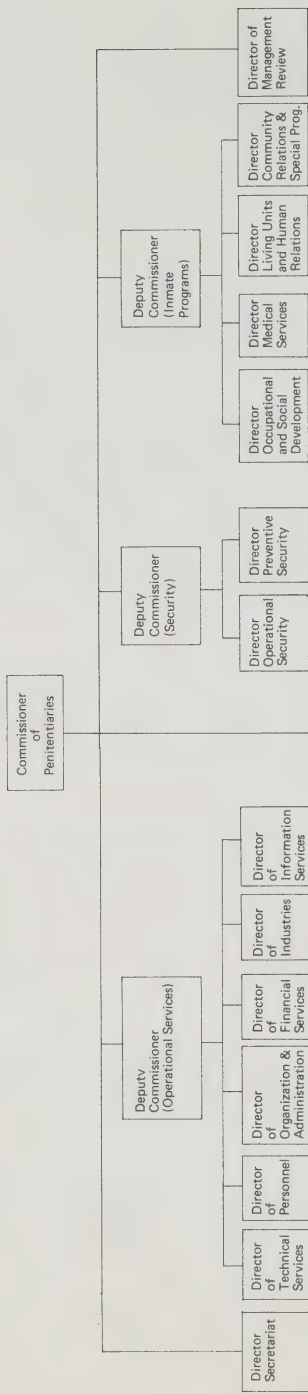 Commissioner
of
Penitentiaries
Deputy
Commissioner
(Operational Services)
Deputy
Commissioner
(Security)
Deputy
Commissioner
(Inmate
Programs)
Director
Secretariat
Director
of
Technical
Services
Director
of
Personnel
Director
of
Organization &
Administration
Director
of
Financial
Services
Director
of
Industries
Director
of
Information
Services
Director
Operational
Security
Director
Preventive
Security
Director
Occupational
and Social
Development
Director
Medical
Services
Director
Living Units
and Human
Relations
Director
Community
Relations &
Special Prog.
Director of
Management
Review